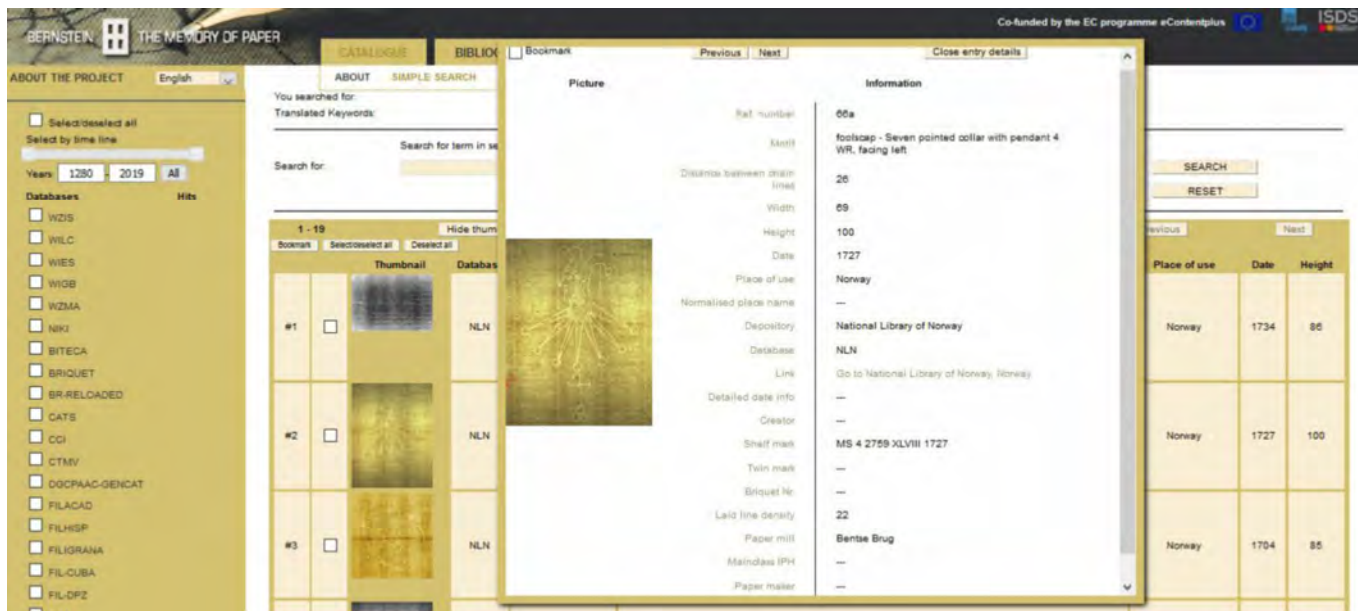 Co-funded by the EC programme eContentplus
ISDS
BERNSTEIN THE MEMORY OF PAPER
CATALOGUE
ABOUT THE PROJECT
English
ABOUT SIMPLE SEARCH
Select/deselect all
Select by time line
Years 1280 - 2019 All
Databases Hits
WZIS
WILC
WIES
WIGB
WZMA
NIKI
BITECA
BRIQUET
BR-RELOADED
CATS
CCI
CTMV
DGCPAAC-GENCAT
FILACAD
FILHISP
FILIGRANA
FIL-CUBA
FIL-DPZ
You searched for:
Translated Keywords:
Search for term in
Search for:
SEARCH
RESET
1 - 19
Bookmark Select/deselect all Deselect all
Thumbnail
Place of use Date Height
#1 NLN Norway 1734 86
#2 NLN Norway 1727 100
#3 NLN Norway 1704 85
Next
Bookmark Previous Next Close entry details
Picture Information
Ref. number 66a
Motif foolscap - Seven pointed collar with pendant 4
WR, facing left
Distance between chain
lines 26
Width 69
Height 100
Date 1727
Place of use Norway
Normalised place name ---
Depository National Library of Norway
Database NLN
Link Go to National Library of Norway, Norway
Detailed date info ---
Creator ---
Shelf mark MS 4 2759 XLVIII 1727
Twin mark ---
Briquet Nr. ---
Laid line density 22
Paper mill Bentse Brug
Mainclass IPH ---
Paper maker ---